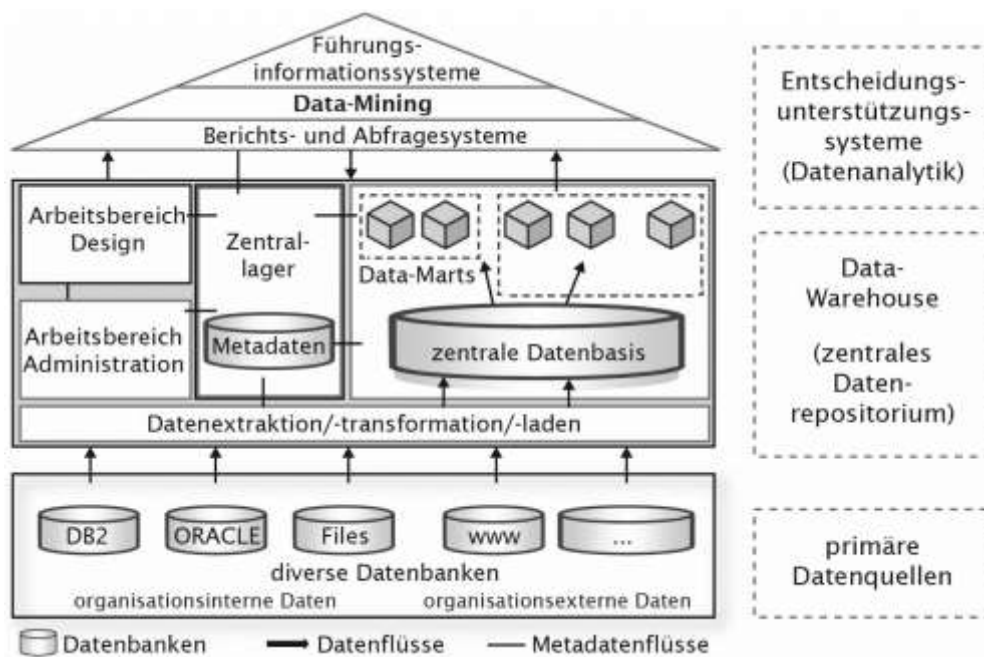 Führungs-
informationssysteme
Data-Mining
Berichts- und Abfragesysteme
Entscheidungs-
unterstützungs-
systeme
(Datenanalytik)
Arbeitsbereich
Design
Zentral-
lager
Data-Marts
Arbeitsbereich
Administration
Metadaten
zentrale Datenbasis
Datenextraktion/-transformation/-laden
Data-
Warehouse
(zentrales
Daten-
repositorium)
DB2
ORACLE
Files
www
...
diverse Datenbanken
organisationsinterne Daten
organisationsexterne Daten
primäre
Datenquellen
Datenbanken
Datenflüsse
Metadatenflüsse